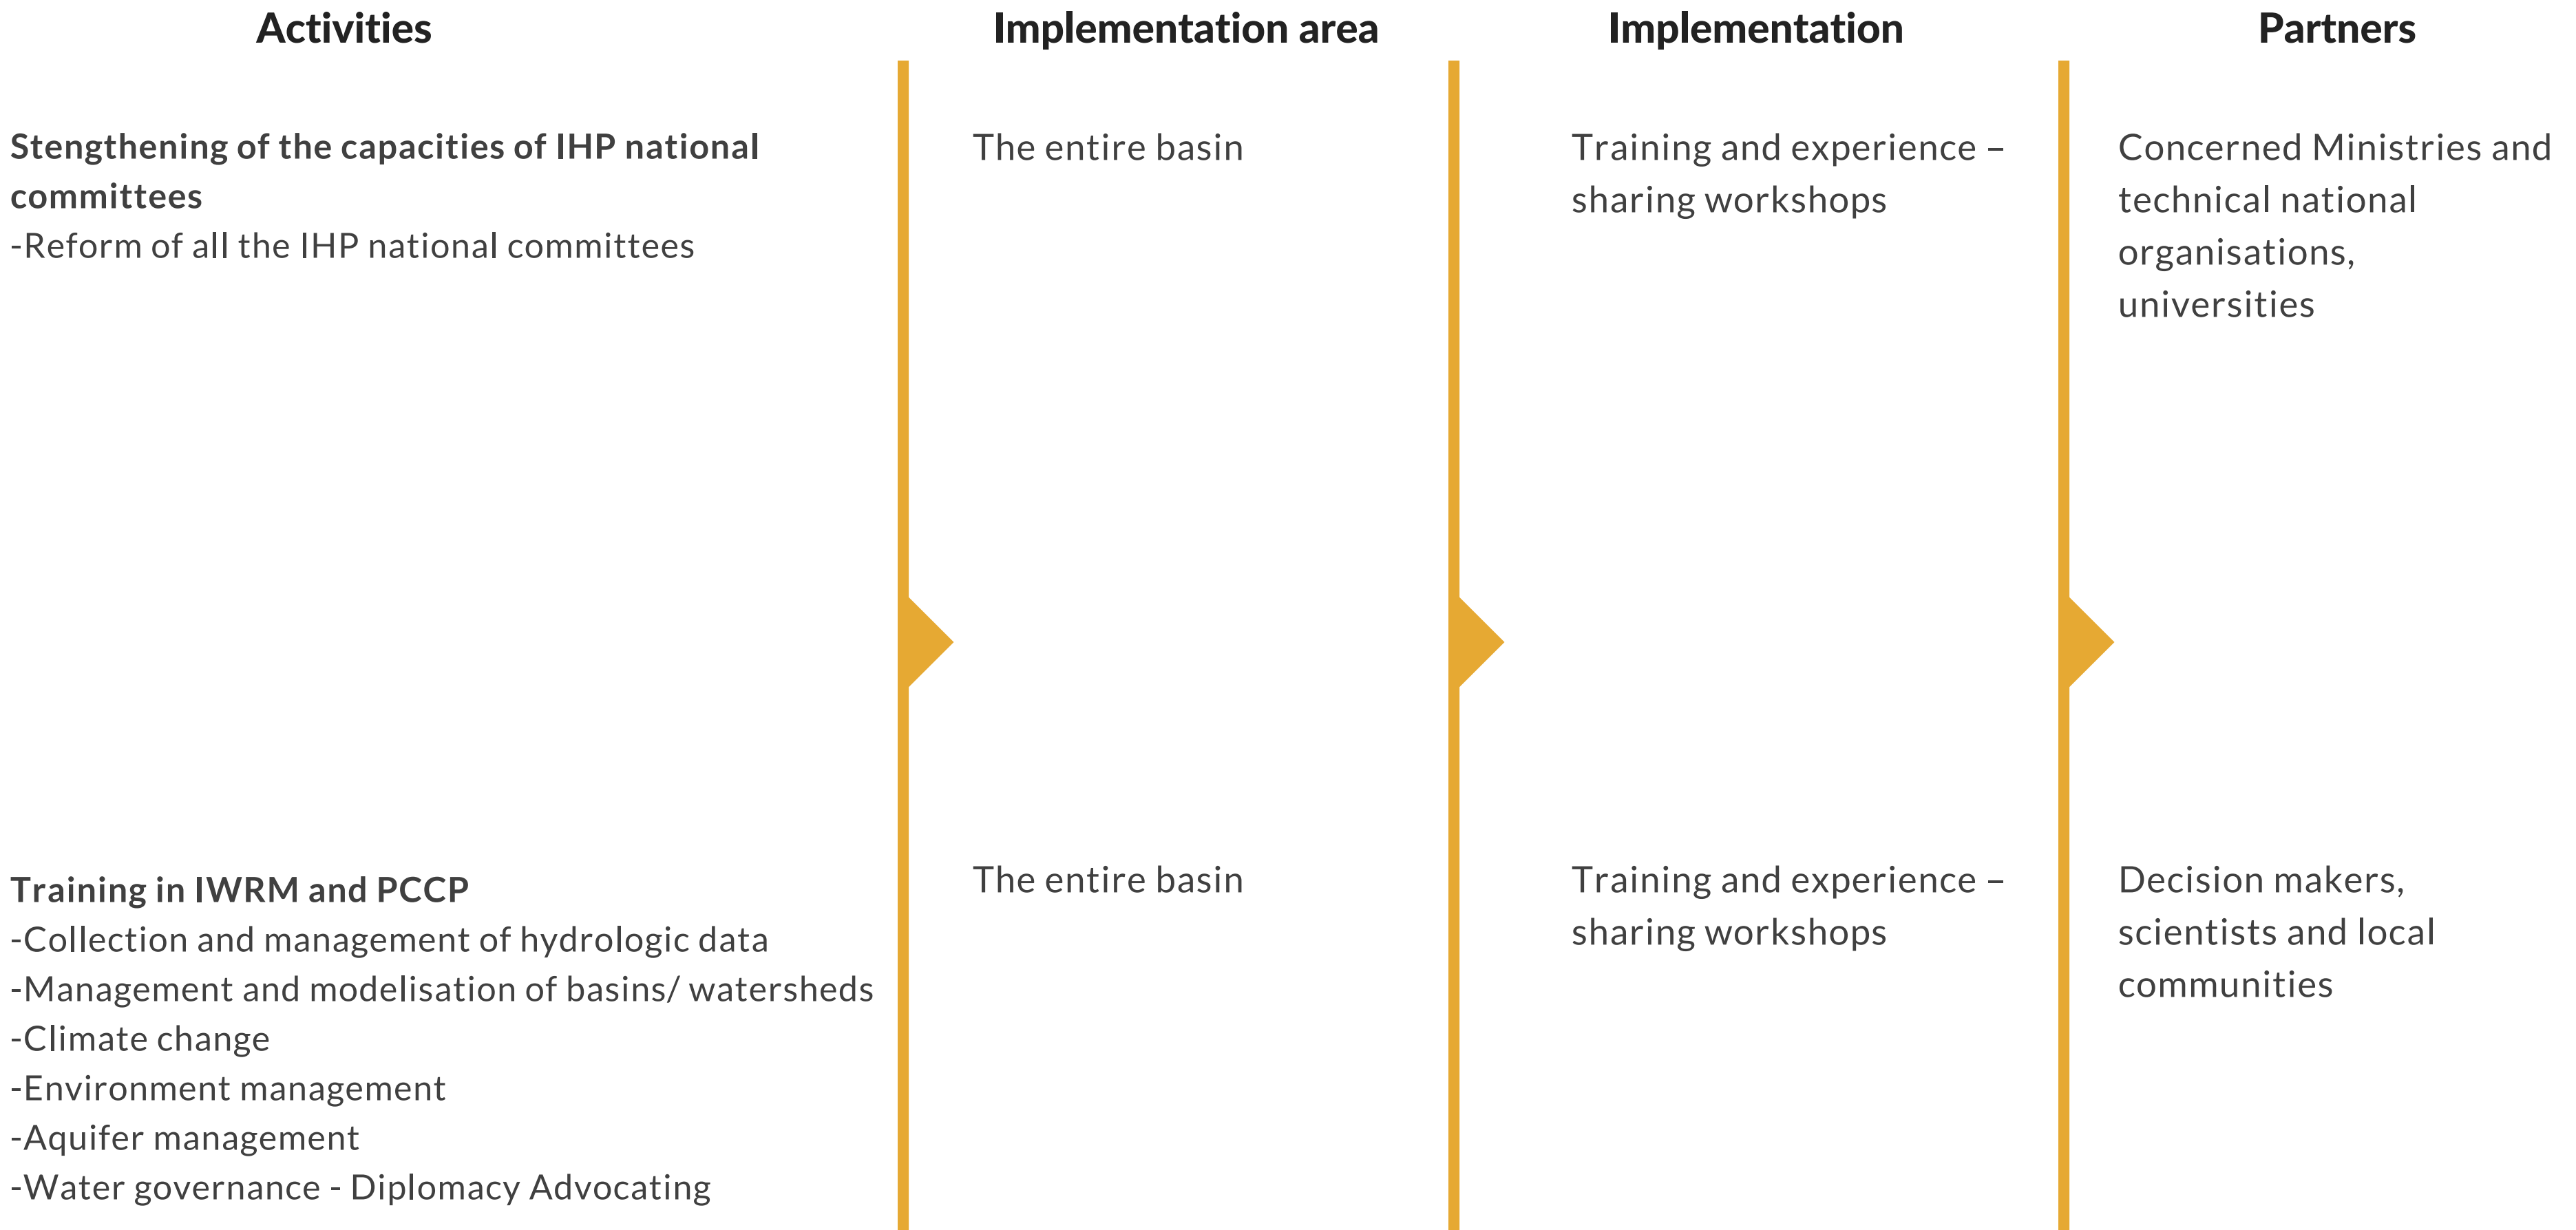 Activities
Implementation area
Implementation
Partners
Stengthening of the capacities of IHP national
committees
-Reform of all the IHP national committees
The entire basin
Training and experience –
sharing workshops
Concerned Ministries and
technical national
organisations,
universities
Training in IWRM and PCCP
-Collection and management of hydrologic data
-Management and modelisation of basins/ watersheds
-Climate change
-Environment management
-Aquifer management
-Water governance - Diplomacy Advocating
The entire basin
Training and experience –
sharing workshops
Decision makers,
scientists and local
communities